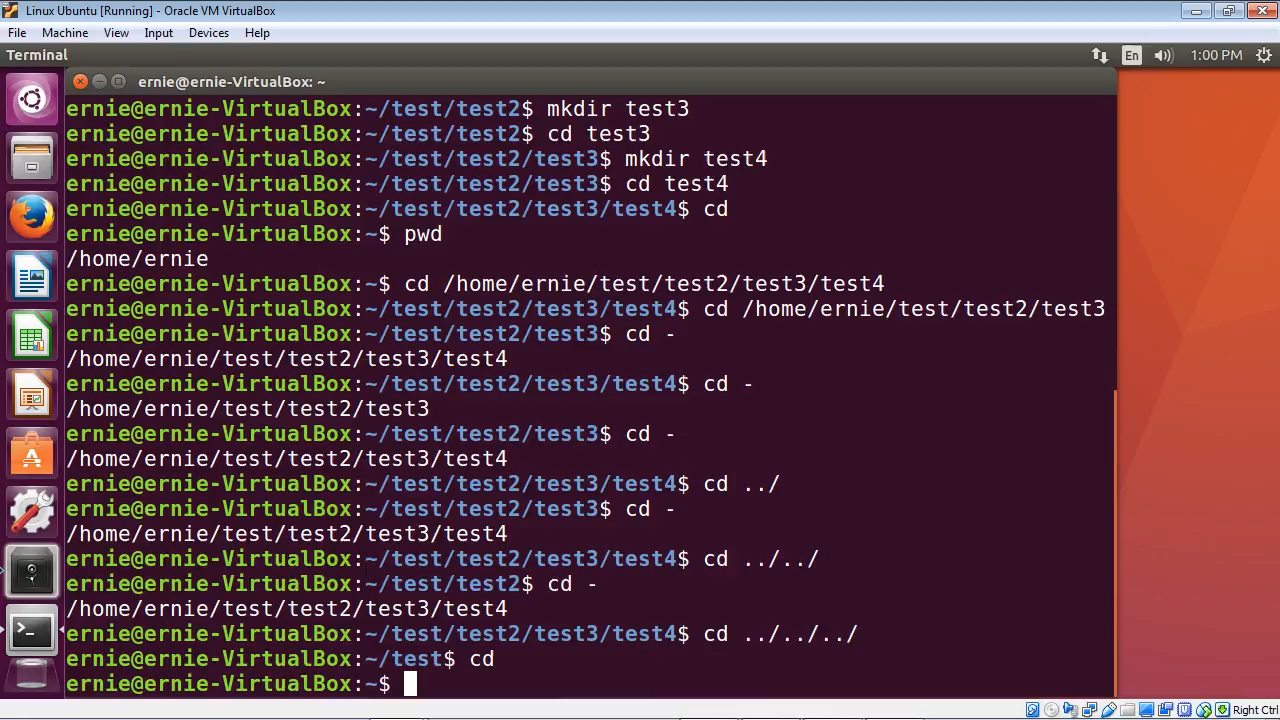 Linux Ubuntu [Running] - Oracle VM VirtualBox
File Machine View Input Devices Help
Terminal
En
1:00 PM
ernie@ernie-VirtualBox: ~
ernie@ernie-VirtualBox:~/test/test2$ mkdir test3
ernie@ernie-VirtualBox:~/test/test2$ cd test3
ernie@ernie-VirtualBox:~/test/test2/test3$ mkdir test4
ernie@ernie-VirtualBox:~/test/test2/test3$ cd test4
ernie@ernie-VirtualBox:~/test/test2/test3/test4$ cd
ernie@ernie-VirtualBox:~$ pwd
/home/ernie
ernie@ernie-VirtualBox:~$ cd /home/ernie/test/test2/test3/test4
ernie@ernie-VirtualBox:~/test/test2/test3/test4$ cd /home/ernie/test/test2/test3
ernie@ernie-VirtualBox:~/test/test2/test3$ cd -
/home/ernie/test/test2/test3/test4
ernie@ernie-VirtualBox:~/test/test2/test3/test4$ cd -
/home/ernie/test/test2/test3
ernie@ernie-VirtualBox:~/test/test2/test3$ cd -
/home/ernie/test/test2/test3/test4
ernie@ernie-VirtualBox:~/test/test2/test3/test4$ cd ../
ernie@ernie-VirtualBox:~/test/test2/test3$ cd -
/home/ernie/test/test2/test3/test4
ernie@ernie-VirtualBox:~/test/test2/test3/test4$ cd ../../
ernie@ernie-VirtualBox:~/test/test2$ cd -
/home/ernie/test/test2/test3/test4
ernie@ernie-VirtualBox:~/test/test2/test3/test4$ cd ../../../
ernie@ernie-VirtualBox:~/test$ cd
ernie@ernie-VirtualBox:~$
Right Ctrl